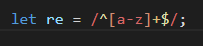 let re = /^[a-z]+$/;